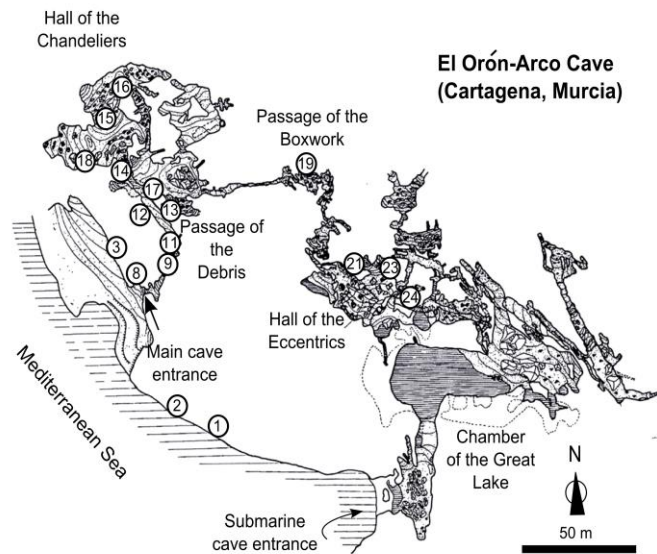 Hall of the
Chandeliers
El Orón-Arco Cave
(Cartagena, Murcia)
16
15
18
14
17
12
13
3
11
9
8
Passage of the
Boxwork
19
Passage of
the
Debris
21
23
24
Hall of the
Eccentrics
Main cave
entrance
Mediterranean Sea
2
1
Chamber
of the Great
Lake
Submarine
cave entrance
N
50 m